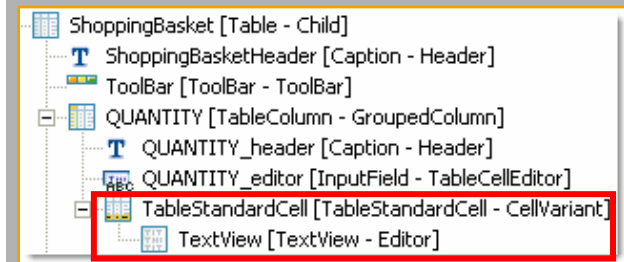 ShoppingBasket [Table - Child]
ShoppingBasketHeader [Caption - Header]
ToolBar [ToolBar - ToolBar]
QUANTITY [TableColumn - GroupedColumn]
QUANTITY_header [Caption - Header]
QUANTITY_editor [InputField - TableCellEditor]
TableStandardCell [TableStandardCell - CellVariant]
TextView [TextView - Editor]